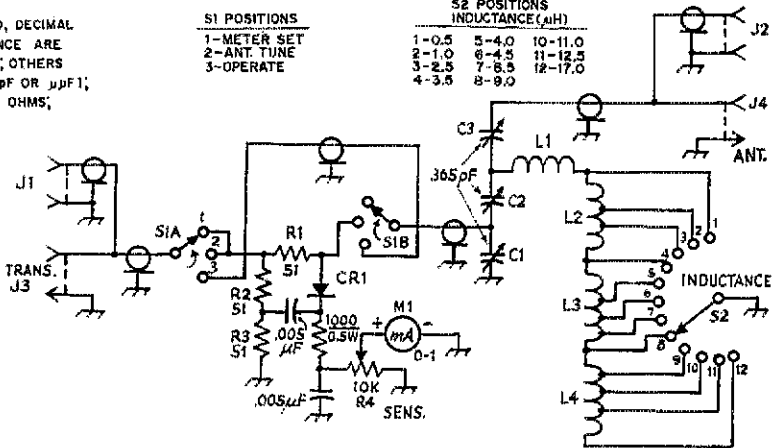 O, DECIMAL
NCE ARE
; OTHERS
pF OR µµF);
OHMS;
S1 POSITIONS
1-METER SET
2-ANT. TUNE
3-OPERATE
S2 POSITIONS
INDUCTANCE (µH)
1-0.5 5-4.0 10-11.0
2-1.0 6-4.5 11-12.5
3-2.5 7-6.5 12-17.0
4-3.5 8-9.0
J2
J4
ANT.
C3
L1
365pF
C2
C1
J1
TRANS.
J3
S1A
1
2
3
R1
51
S1B
CR1
R2
51
R3
51
.005
µF
1000
0.5W
M1
+
-
mA
0-1
10K
R4
SENS.
.005µF
L2
L3
L4
1
2
3
4
5
6
7
8
9
10
11
12
INDUCTANCE
S2